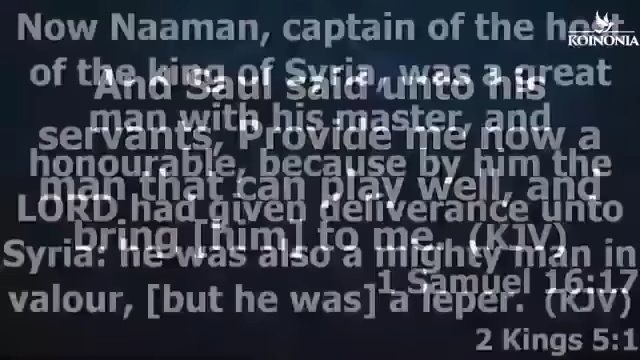 KOINONIA
Now Naaman, captain of the host
of the king of Syria, was a great
man with his master, and
honourable, because by him the
LORD had given deliverance unto
Syria: he was also a mighty man in
valour, [but he was] a leper. (KJV)
2 Kings 5:1
And Saul said unto his
servants, Provide me now a
man that can play well, and
bring [him] to me. (KJV)
1 Samuel 16:17